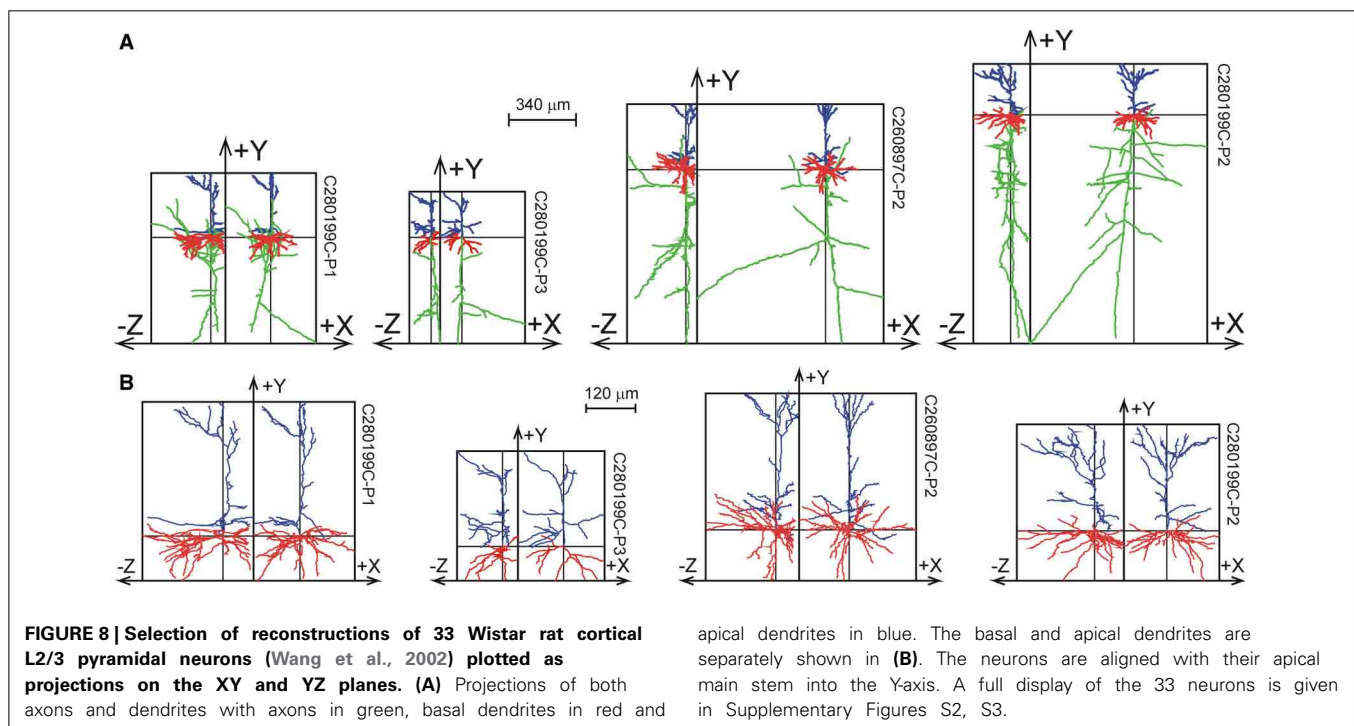 A
+Y
340 µm
+Y
C280199C-P1
-Z
+X
+Y
C280199C-P3
-Z
+X
+Y
C260897C-P2
-Z
+X
+Y
C280199C-P2
-Z
+X
B
120 µm
+Y
C280199C-P1
-Z
+X
+Y
C280199C-P3
-Z
+X
+Y
C260897C-P2
-Z
+X
+Y
C280199C-P2
-Z
+X
FIGURE 8 | Selection of reconstructions of 33 Wistar rat cortical
L2/3 pyramidal neurons (Wang et al., 2002) plotted as
projections on the XY and YZ planes. (A) Projections of both
axons and dendrites with axons in green, basal dendrites in red and
apical dendrites in blue. The basal and apical dendrites are
separately shown in (B). The neurons are aligned with their apical
main stem into the Y-axis. A full display of the 33 neurons is given
in Supplementary Figures S2, S3.